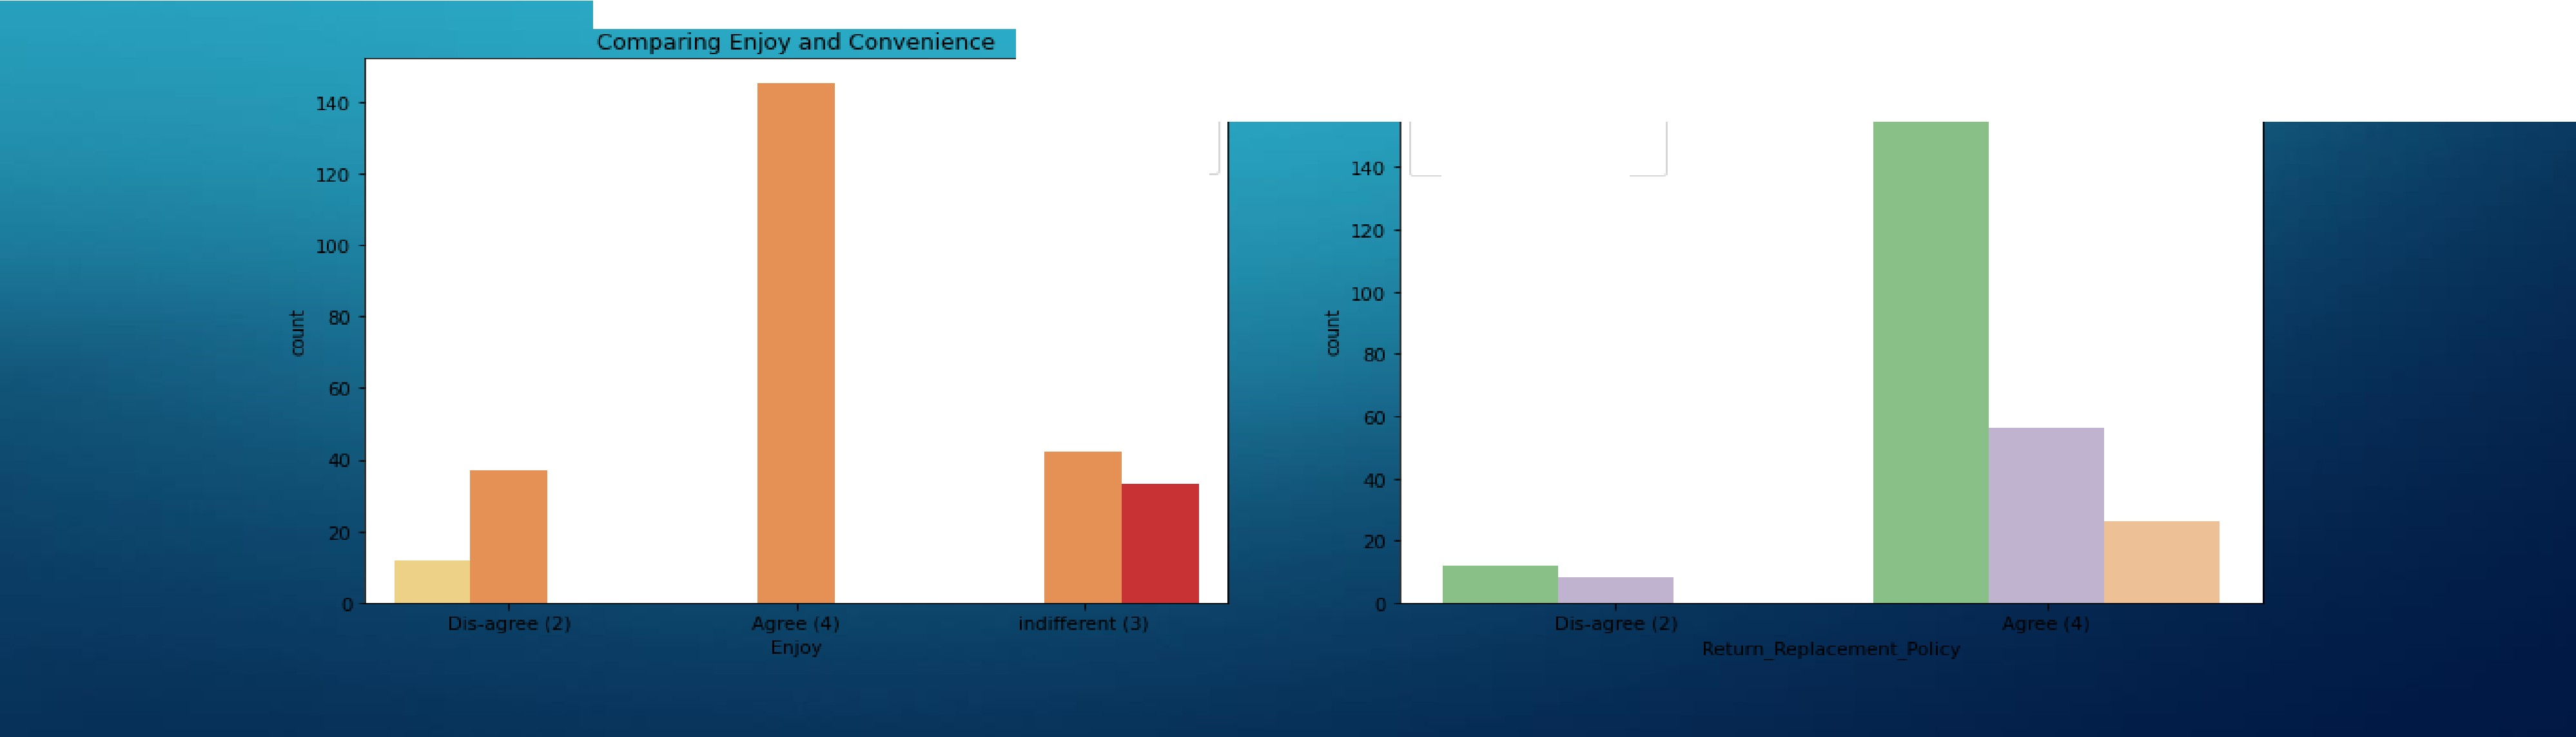 Comparing Enjoy and Convenience
140
120
100
80
60
40
20
0
count
Dis-agree (2) Agree (4) indifferent (3)
Enjoy
140
120
100
80
60
40
20
0
count
Dis-agree (2) Agree (4)
Return_Replacement_Policy